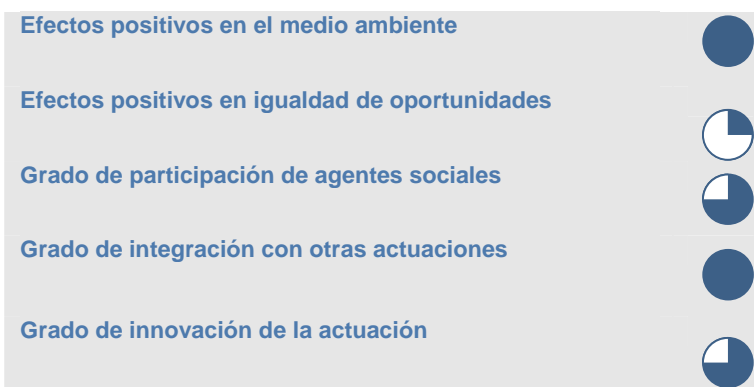 Efectos positivos en el medio ambiente
Efectos positivos en igualdad de oportunidades
Grado de participación de agentes sociales
Grado de integración con otras actuaciones
Grado de innovación de la actuación